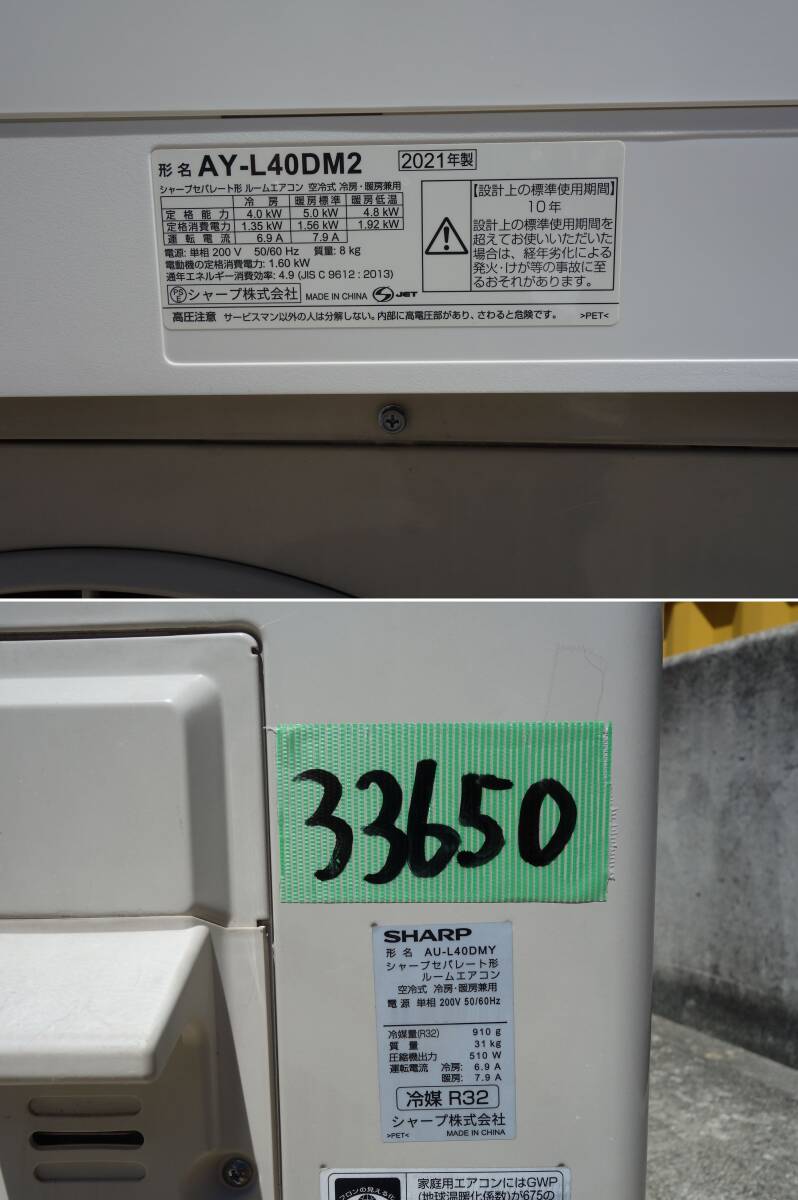 形名 AY-L40DM2 2021年製
シャープセパレート形 ルームエアコン 空冷式 冷房・暖房兼用
冷房 暖房標準 暖房低温
定格能力 4.0 kW 5.0 kW 4.8 kW
定格消費電力 1.35 kW 1.56 kW 1.92 kW
運転電流 6.9 A 7.9 A
電源: 単相 200 V 50/60 Hz 質量: 8 kg
電動機の定格消費電力: 1.60 kW
通年エネルギー消費効率: 4.9 (JIS C 9612 : 2013)
PSE シャープ株式会社 MADE IN CHINA S JET
【設計上の標準使用期間】
10年
設計上の標準使用期間を
超えてお使いいただいた
場合は、経年劣化による
発火・けが等の事故に至
るおそれがあります。
高圧注意 サービスマン以外の人は分解しない。内部に高電圧部があり、さわると危険です。 >PET<
33650
SHARP
形名 AU-L40DMY
シャープセパレート形
ルームエアコン
空冷式 冷房・暖房兼用
電源 単相 200V 50/60Hz
冷媒量(R32) 910 g
質量 31 kg
圧縮機出力 510 W
運転電流 冷房: 6.9 A
暖房: 7.9 A
冷媒 R32
シャープ株式会社
>PET< MADE IN CHINA
フロンの見える化
家庭用エアコンにはGWP
(地球温暖化係数)が675の